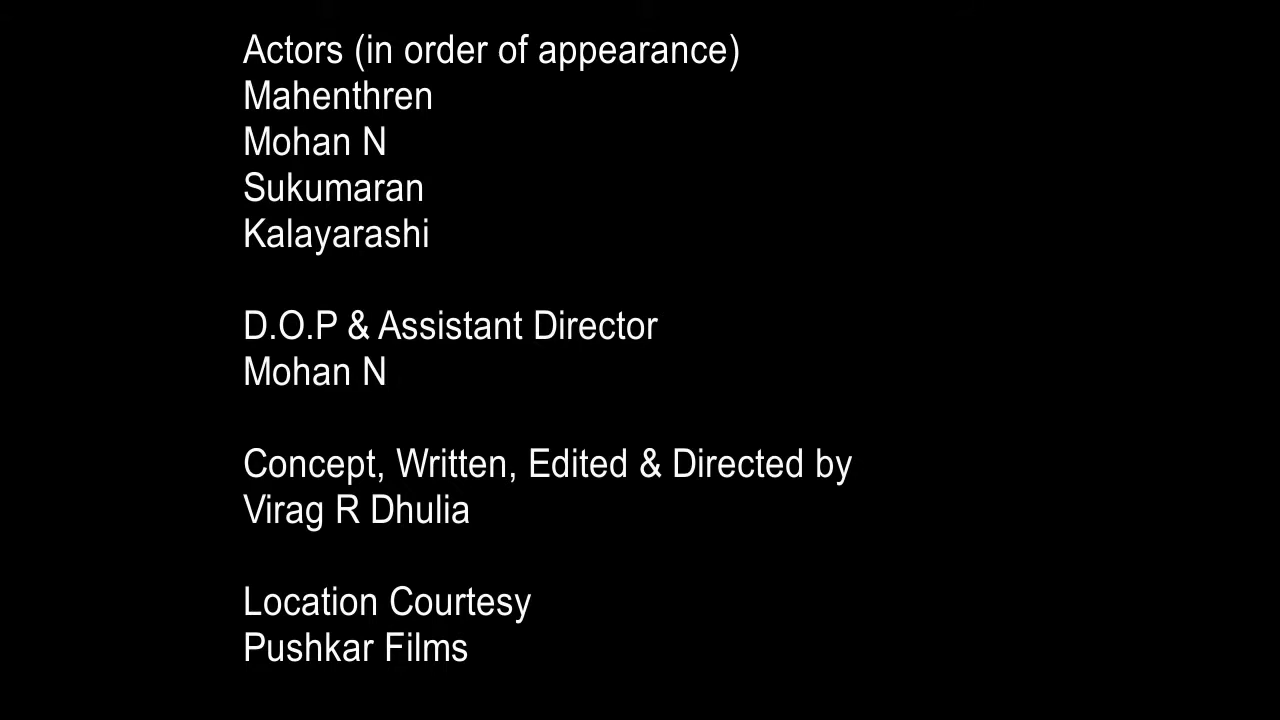 Actors (in order of appearance)
Mahenthren
Mohan N
Sukumaran
Kalayarashi
D.O.P & Assistant Director
Mohan N
Concept, Written, Edited & Directed by
Virag R Dhulia
Location Courtesy
Pushkar Films